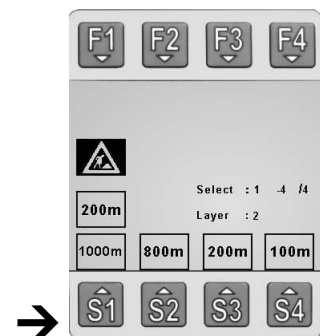 F1 F2 F3 F4
Select : 1 -4 /4
200m
Layer : 2
1000m 800m 200m 100m
S1 S2 S3 S4